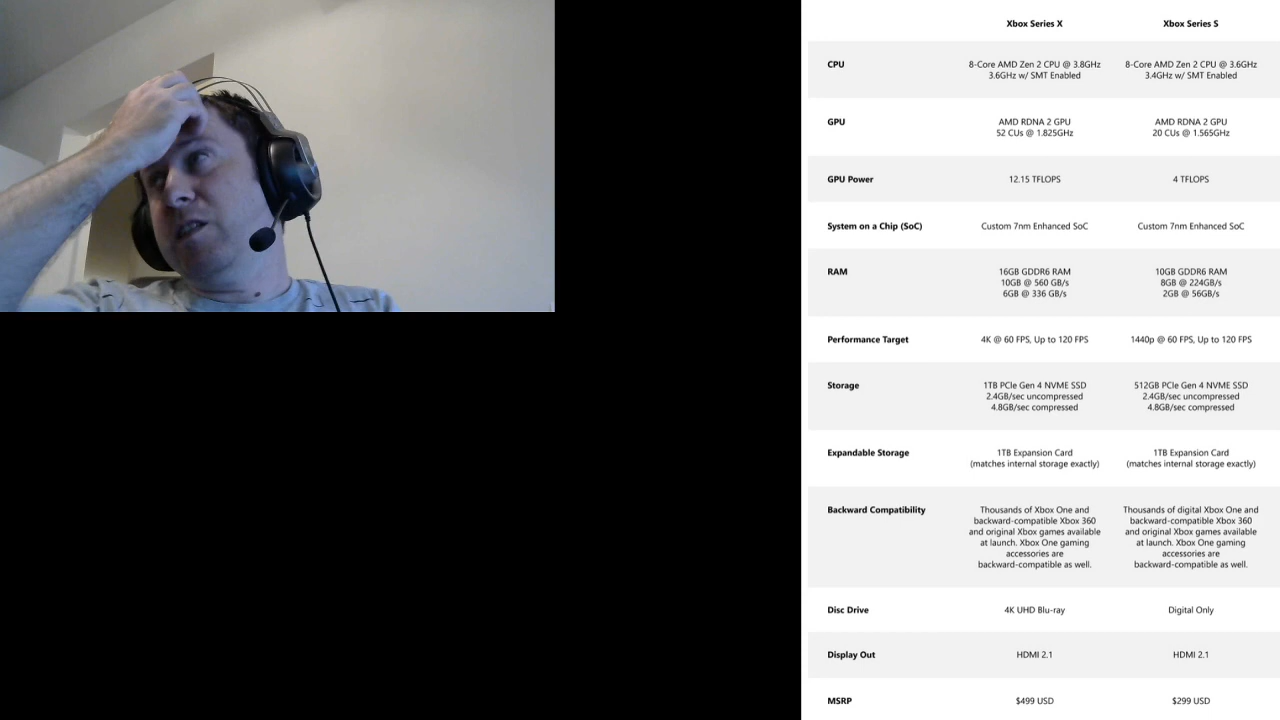 Xbox Series X Xbox Series S
CPU
8-Core AMD Zen 2 CPU @ 3.8GHz
3.6GHz w/ SMT Enabled
8-Core AMD Zen 2 CPU @ 3.6GHz
3.4GHz w/ SMT Enabled
GPU
AMD RDNA 2 GPU
52 CUs @ 1.825GHz
AMD RDNA 2 GPU
20 CUs @ 1.565GHz
GPU Power
12.15 TFLOPS
4 TFLOPS
System on a Chip (SoC)
Custom 7nm Enhanced SoC
Custom 7nm Enhanced SoC
RAM
16GB GDDR6 RAM
10GB @ 560 GB/s
6GB @ 336 GB/s
10GB GDDR6 RAM
8GB @ 224GB/s
2GB @ 56GB/s
Performance Target
4K @ 60 FPS, Up to 120 FPS
1440p @ 60 FPS, Up to 120 FPS
Storage
1TB PCIe Gen 4 NVME SSD
2.4GB/sec uncompressed
4.8GB/sec compressed
512GB PCIe Gen 4 NVME SSD
2.4GB/sec uncompressed
4.8GB/sec compressed
Expandable Storage
1TB Expansion Card
(matches internal storage exactly)
1TB Expansion Card
(matches internal storage exactly)
Backward Compatibility
Thousands of Xbox One and
backward-compatible Xbox 360
and original Xbox games available
at launch. Xbox One gaming
accessories are
backward-compatible as well.
Thousands of digital Xbox One and
backward-compatible Xbox 360
and original Xbox games available
at launch. Xbox One gaming
accessories are
backward-compatible as well.
Disc Drive
4K UHD Blu-ray
Digital Only
Display Out
HDMI 2.1
HDMI 2.1
MSRP
$499 USD
$299 USD